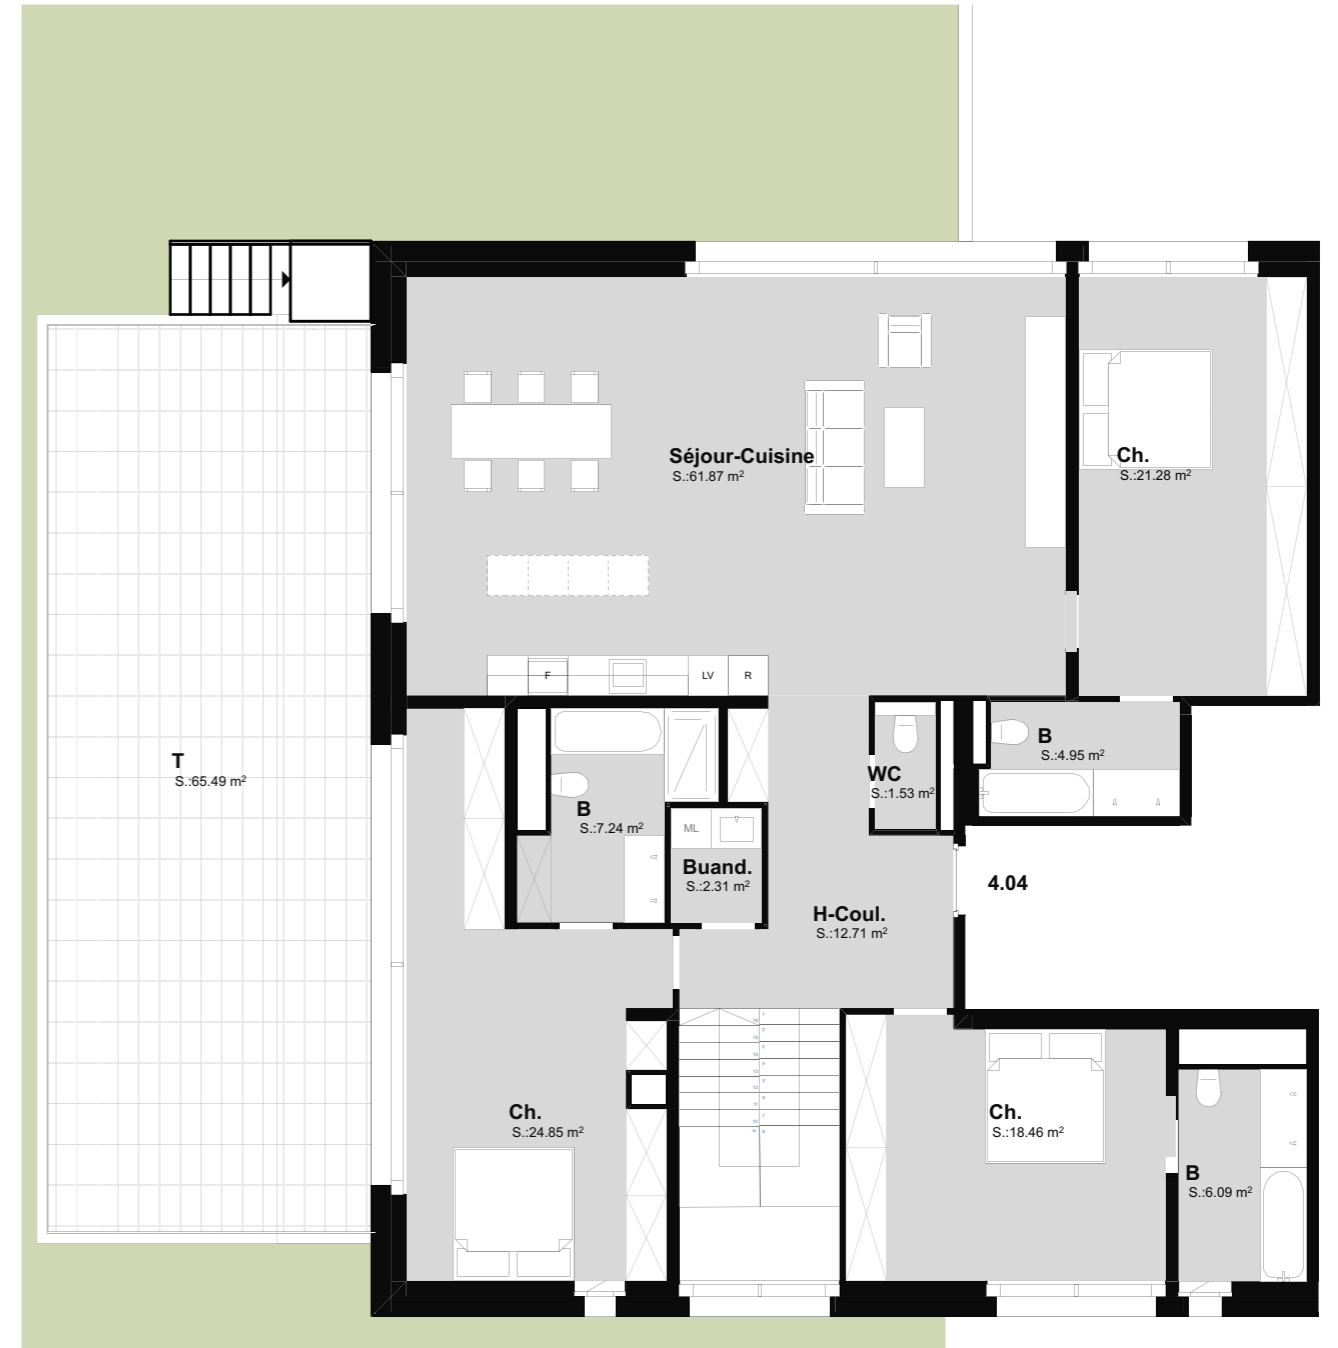 Séjour-Cuisine
S.:61.87 m²
Ch.
S.:21.28 m²
F
LV
R
T
S.:65.49 m²
B
S.:7.24 m²
ML
Buand.
S.:2.31 m²
WC
S.:1.53 m²
B
S.:4.95 m²
4.04
H-Coul.
S.:12.71 m²
Ch.
S.:24.85 m²
Ch.
S.:18.46 m²
B
S.:6.09 m²